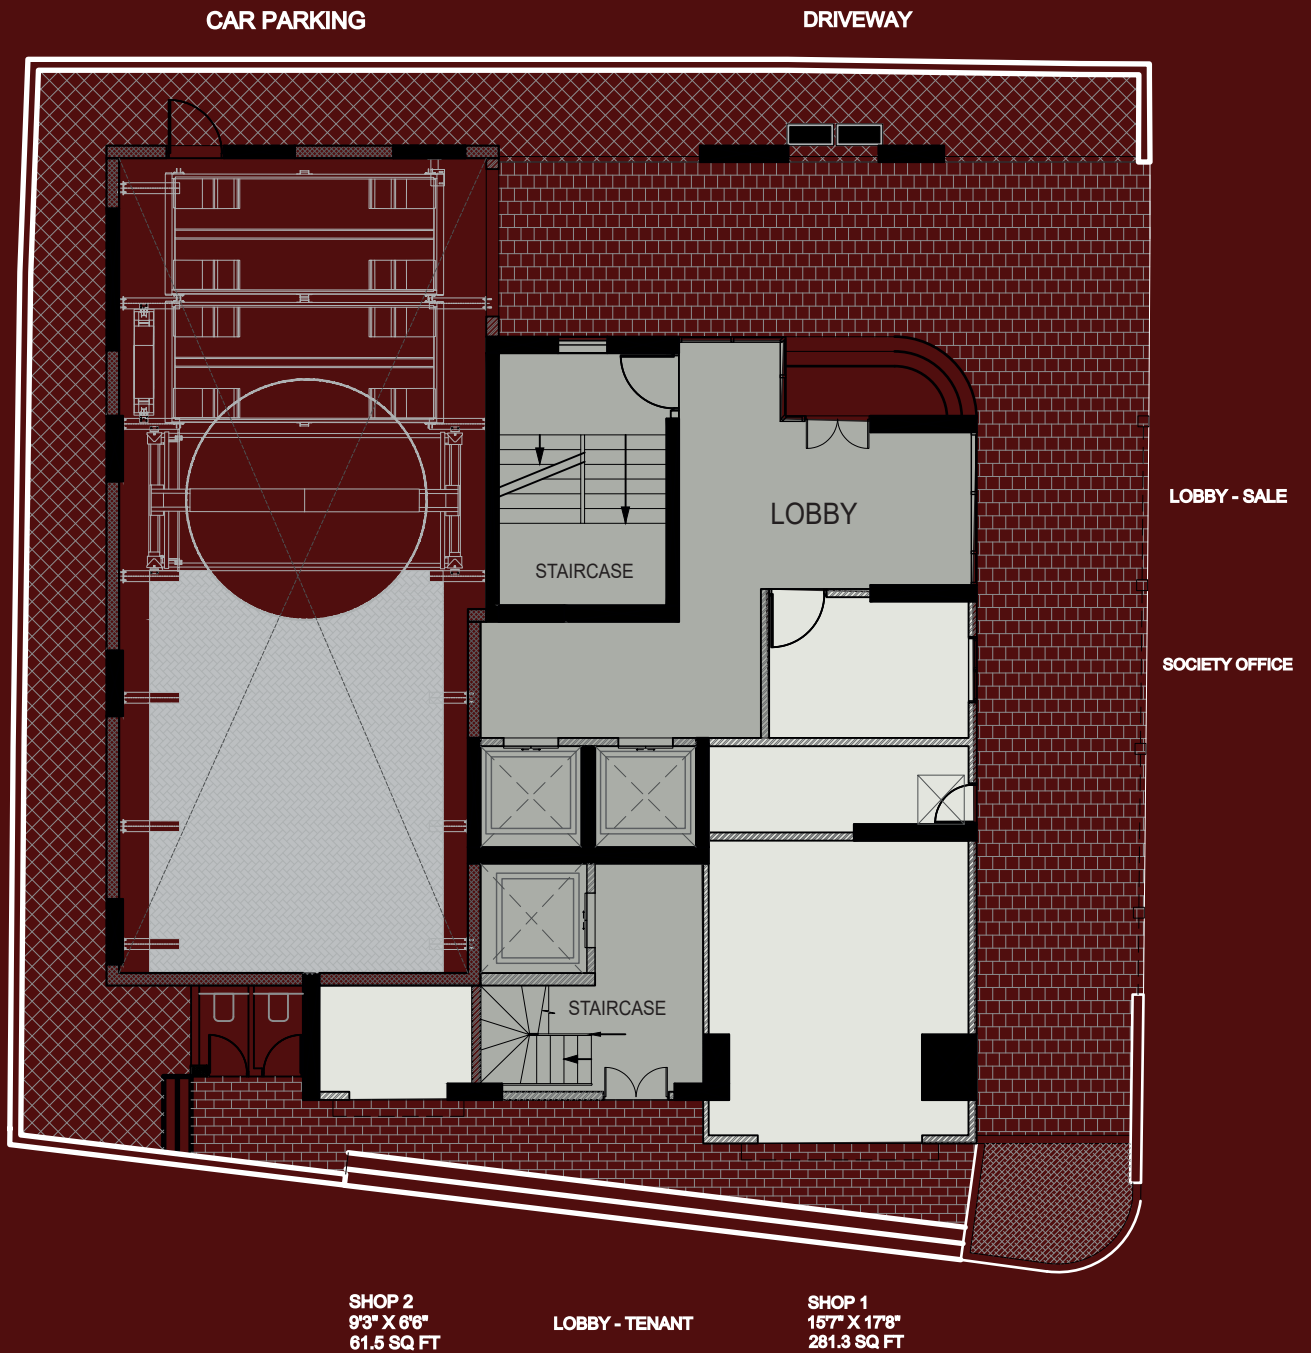 CAR PARKING
DRIVEWAY
LOBBY - SALE
LOBBY
STAIRCASE
SOCIETY OFFICE
STAIRCASE
SHOP 2
9'3" X 6'6"
61.5 SQ FT
LOBBY - TENANT
SHOP 1
15'7" X 17'8"
281.3 SQ FT